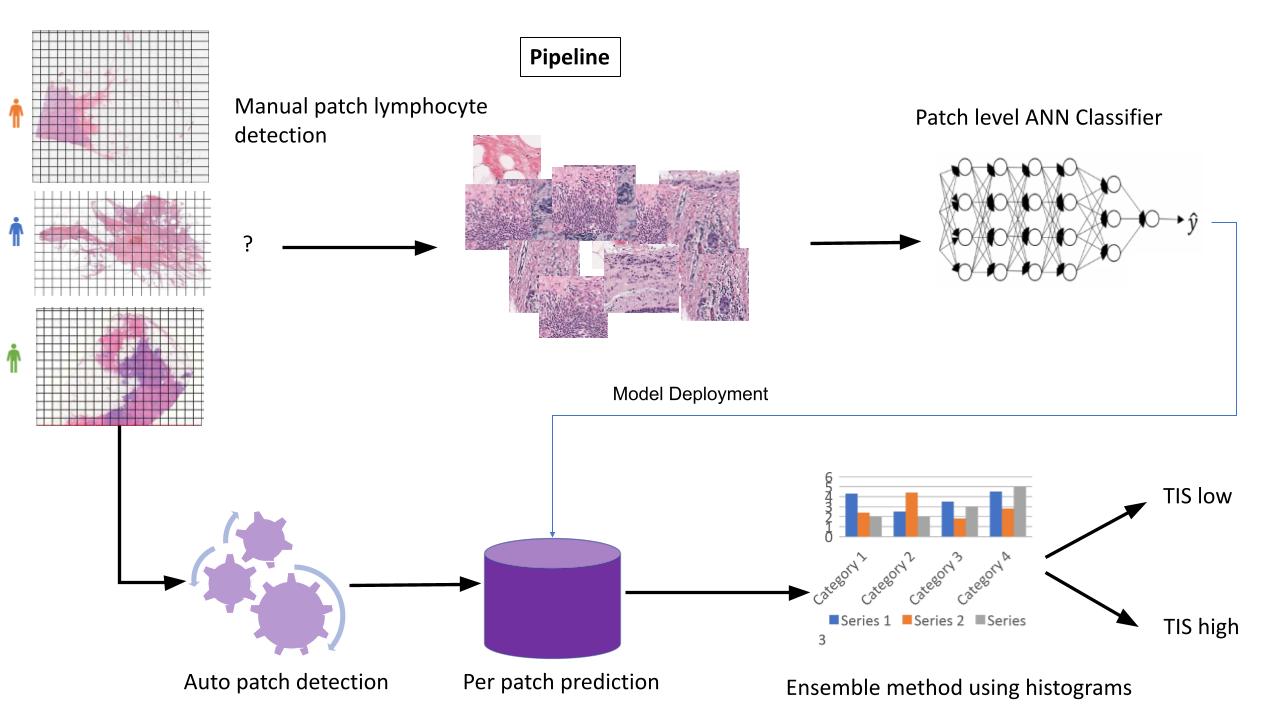 Pipeline
Manual patch lymphocyte
detection
Patch level ANN Classifier
?
ŷ
Model Deployment
6
5
4
3
2
1
0
Category 1
Category 2
Category 3
Category 4
Series 1
Series 2
Series
3
TIS low
TIS high
Auto patch detection
Per patch prediction
Ensemble method using histograms